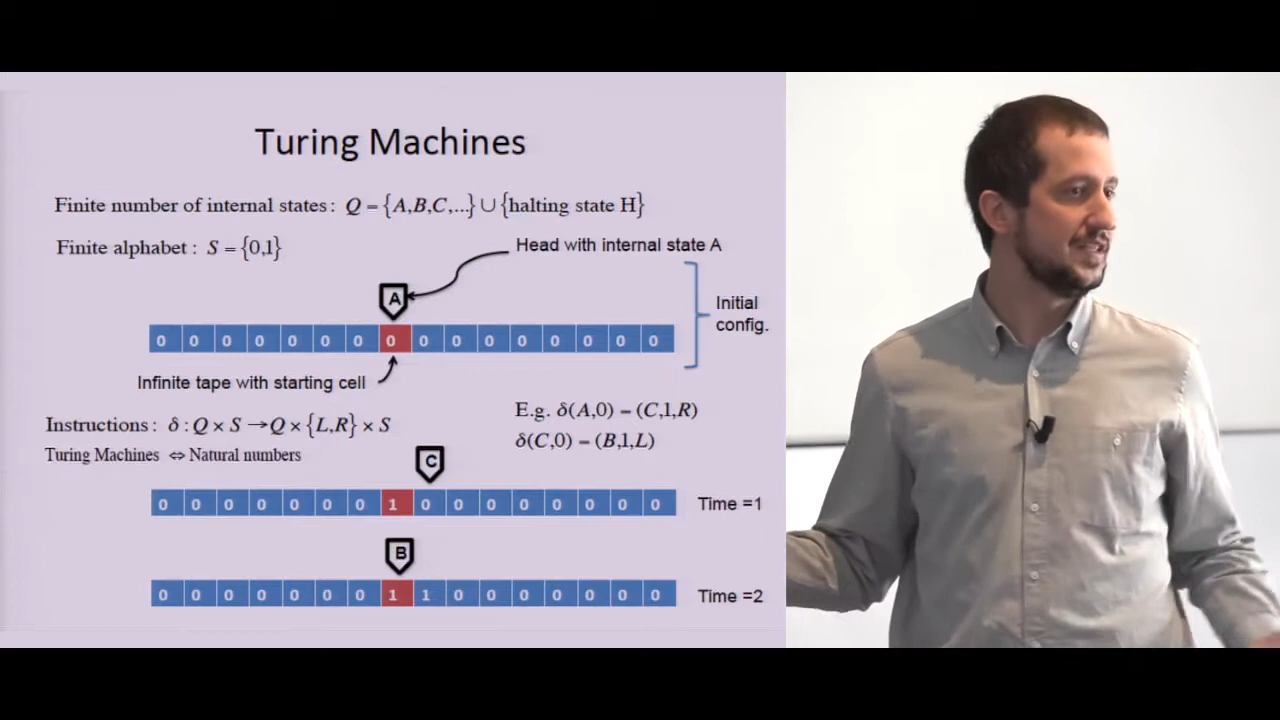 Turing Machines
Finite number of internal states : Q = {A,B,C,...} ∪ {halting state H}
Finite alphabet : S = {0,1}
Head with internal state A
A
Initial
config.
0 0 0 0 0 0 0 0 0 0 0 0 0 0 0 0
Infinite tape with starting cell
Instructions : δ : Q × S → Q × {L,R} × S
E.g. δ(A,0) = (C,1,R)
δ(C,0) = (B,1,L)
Turing Machines ⇔ Natural numbers
C
0 0 0 0 0 0 0 1 0 0 0 0 0 0 0 0
Time =1
B
0 0 0 0 0 0 0 1 1 0 0 0 0 0 0 0
Time =2